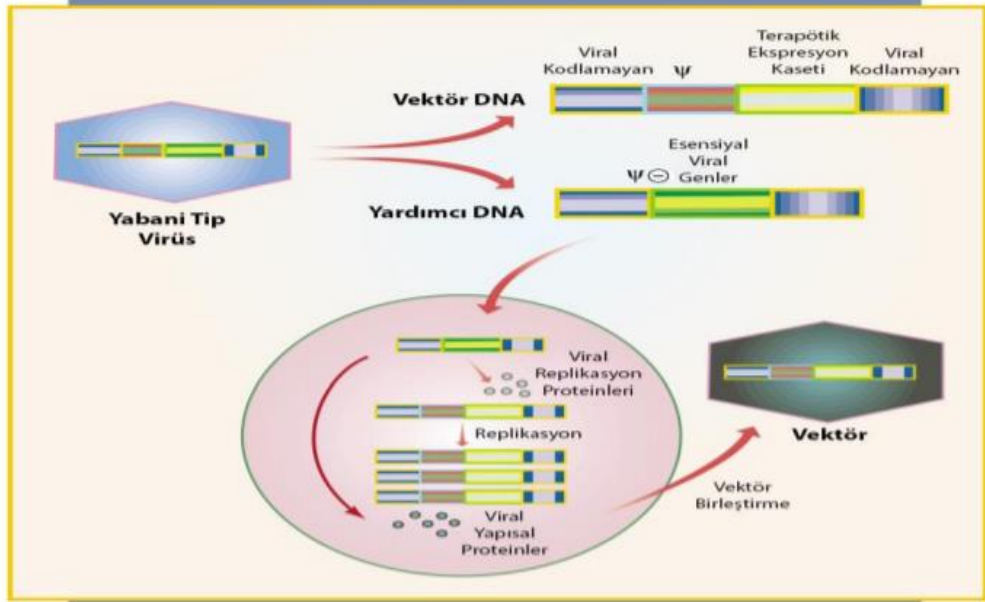 Viral
Kodlamayan
Ψ
Terapötik
Ekspresyon
Kaseti
Viral
Kodlamayan
Vektör DNA
Esensiyal
Viral
Genler
Ψ⊖
Yardımcı DNA
Yabani Tip
Virüs
Viral
Replikasyon
Proteinleri
Replikasyon
Viral
Yapısal
Proteinler
Vektör
Vektör
Birleştirme